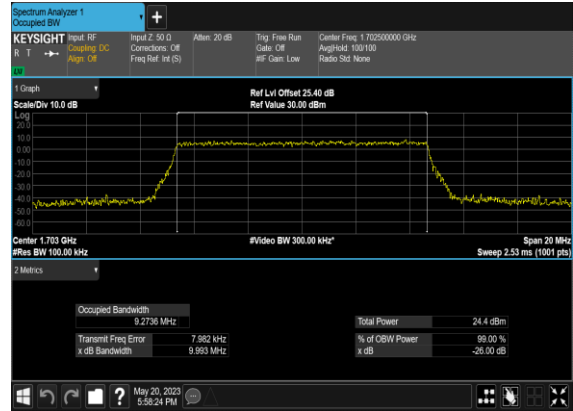 Spectrum Analyzer 1
Occupied BW
KEYSIGHT
R T
LM
Input: RF
Coupling: DC
Align: Off
Input Z: 50 Ω
Corrections: Off
Freq Ref: Int (S)
Atten: 20 dB
Trig: Free Run
Gate: Off
#IF Gain: Low
Center Freq: 1.702500000 GHz
Avg|Hold: 100/100
Radio Std: None
1 Graph
Scale/Div 10.0 dB
Ref Lvl Offset 25.40 dB
Ref Value 30.00 dBm
Log
20.0
10.0
0.00
-10.0
-20.0
-30.0
-40.0
-50.0
-60.0
Center 1.703 GHz
#Res BW 100.00 kHz
#Video BW 300.00 kHz*
Span 20 MHz
Sweep 2.53 ms (1001 pts)
2 Metrics
Occupied Bandwidth
9.2736 MHz
Transmit Freq Error 7.982 kHz
x dB Bandwidth 9.993 MHz
Total Power 24.4 dBm
% of OBW Power 99.00 %
x dB -26.00 dB
?
May 20, 2023
5:58:24 PM